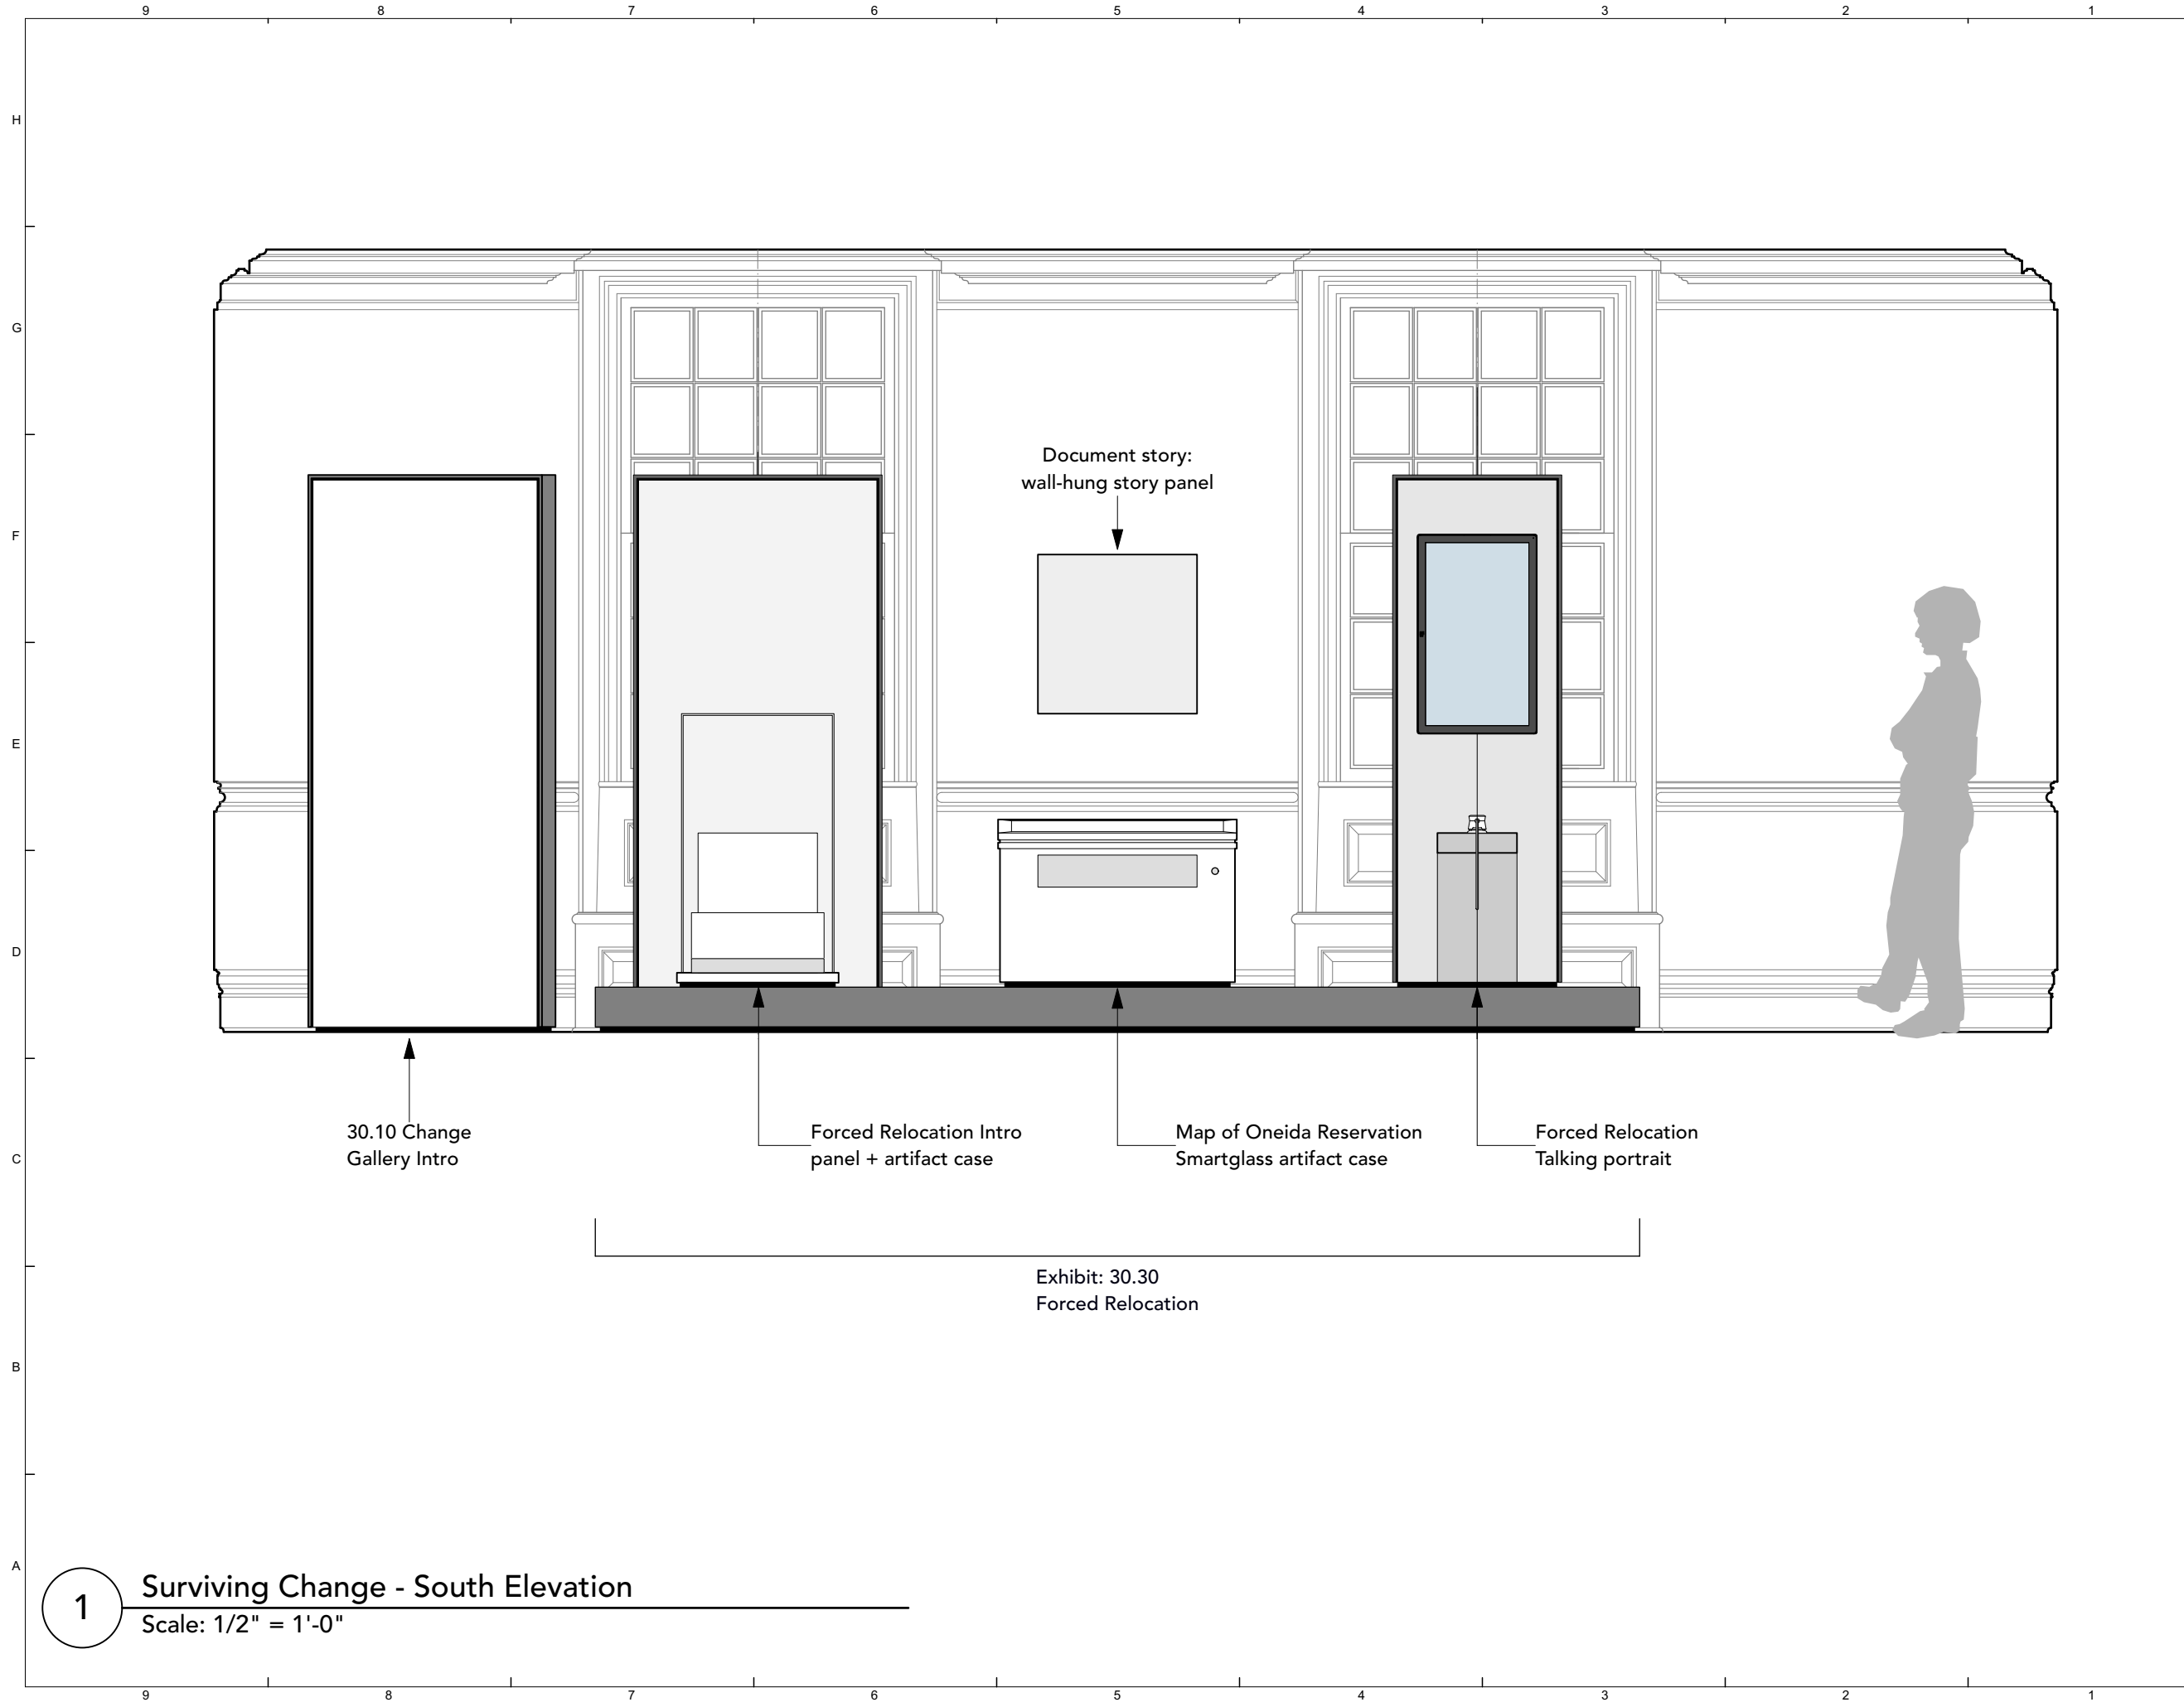 9 8 7 6 5 4 3 2 1
H
G
F
E
D
C
B
A
Document story:
wall-hung story panel
30.10 Change
Gallery Intro
Forced Relocation Intro
panel + artifact case
Map of Oneida Reservation
Smartglass artifact case
Forced Relocation
Talking portrait
Exhibit: 30.30
Forced Relocation
1
Surviving Change - South Elevation
Scale: 1/2" = 1'-0"
9 8 7 6 5 4 3 2 1